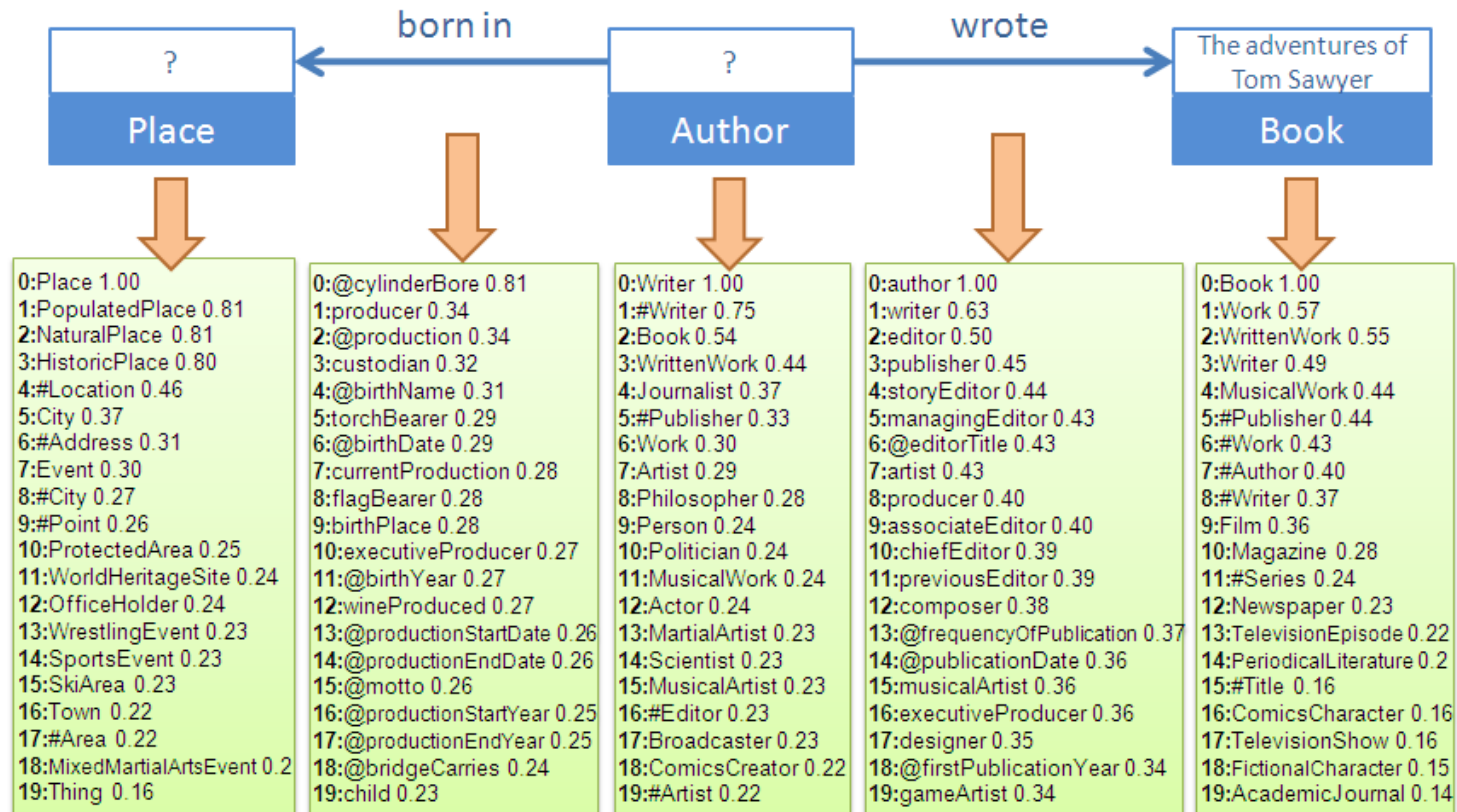 born in
wrote
?
?
The adventures of
Tom Sawyer
Place
Author
Book
0:Place 1.00
1:PopulatedPlace 0.81
2:NaturalPlace 0.81
3:HistoricPlace 0.80
4:#Location 0.46
5:City 0.37
6:#Address 0.31
7:Event 0.30
8:#City 0.27
9:#Point 0.26
10:ProtectedArea 0.25
11:WorldHeritageSite 0.24
12:OfficeHolder 0.24
13:WrestlingEvent 0.23
14:SportsEvent 0.23
15:SkiArea 0.23
16:Town 0.22
17:#Area 0.22
18:MixedMartialArtsEvent 0.2
19:Thing 0.16
0:@cylinderBore 0.81
1:producer 0.34
2:@production 0.34
3:custodian 0.32
4:@birthName 0.31
5:torchBearer 0.29
6:@birthDate 0.29
7:currentProduction 0.28
8:flagBearer 0.28
9:birthPlace 0.28
10:executiveProducer 0.27
11:@birthYear 0.27
12:wineProduced 0.27
13:@productionStartDate 0.26
14:@productionEndDate 0.26
15:@motto 0.26
16:@productionStartYear 0.25
17:@productionEndYear 0.25
18:@bridgeCarries 0.24
19:child 0.23
0:Writer 1.00
1:#Writer 0.75
2:Book 0.54
3:WrittenWork 0.44
4:Journalist 0.37
5:#Publisher 0.33
6:Work 0.30
7:Artist 0.29
8:Philosopher 0.28
9:Person 0.24
10:Politician 0.24
11:MusicalWork 0.24
12:Actor 0.24
13:MartialArtist 0.23
14:Scientist 0.23
15:MusicalArtist 0.23
16:#Editor 0.23
17:Broadcaster 0.23
18:ComicsCreator 0.22
19:#Artist 0.22
0:author 1.00
1:writer 0.63
2:editor 0.50
3:publisher 0.45
4:storyEditor 0.44
5:managingEditor 0.43
6:@editorTitle 0.43
7:artist 0.43
8:producer 0.40
9:associateEditor 0.40
10:chiefEditor 0.39
11:previousEditor 0.39
12:composer 0.38
13:@frequencyOfPublication 0.37
14:@publicationDate 0.36
15:musicalArtist 0.36
16:executiveProducer 0.36
17:designer 0.35
18:@firstPublicationYear 0.34
19:gameArtist 0.34
0:Book 1.00
1:Work 0.57
2:WrittenWork 0.55
3:Writer 0.49
4:MusicalWork 0.44
5:#Publisher 0.44
6:#Work 0.43
7:#Author 0.40
8:#Writer 0.37
9:Film 0.36
10:Magazine 0.28
11:#Series 0.24
12:Newspaper 0.23
13:TelevisionEpisode 0.22
14:PeriodicalLiterature 0.2
15:#Title 0.16
16:ComicsCharacter 0.16
17:TelevisionShow 0.16
18:FictionalCharacter 0.15
19:AcademicJournal 0.14